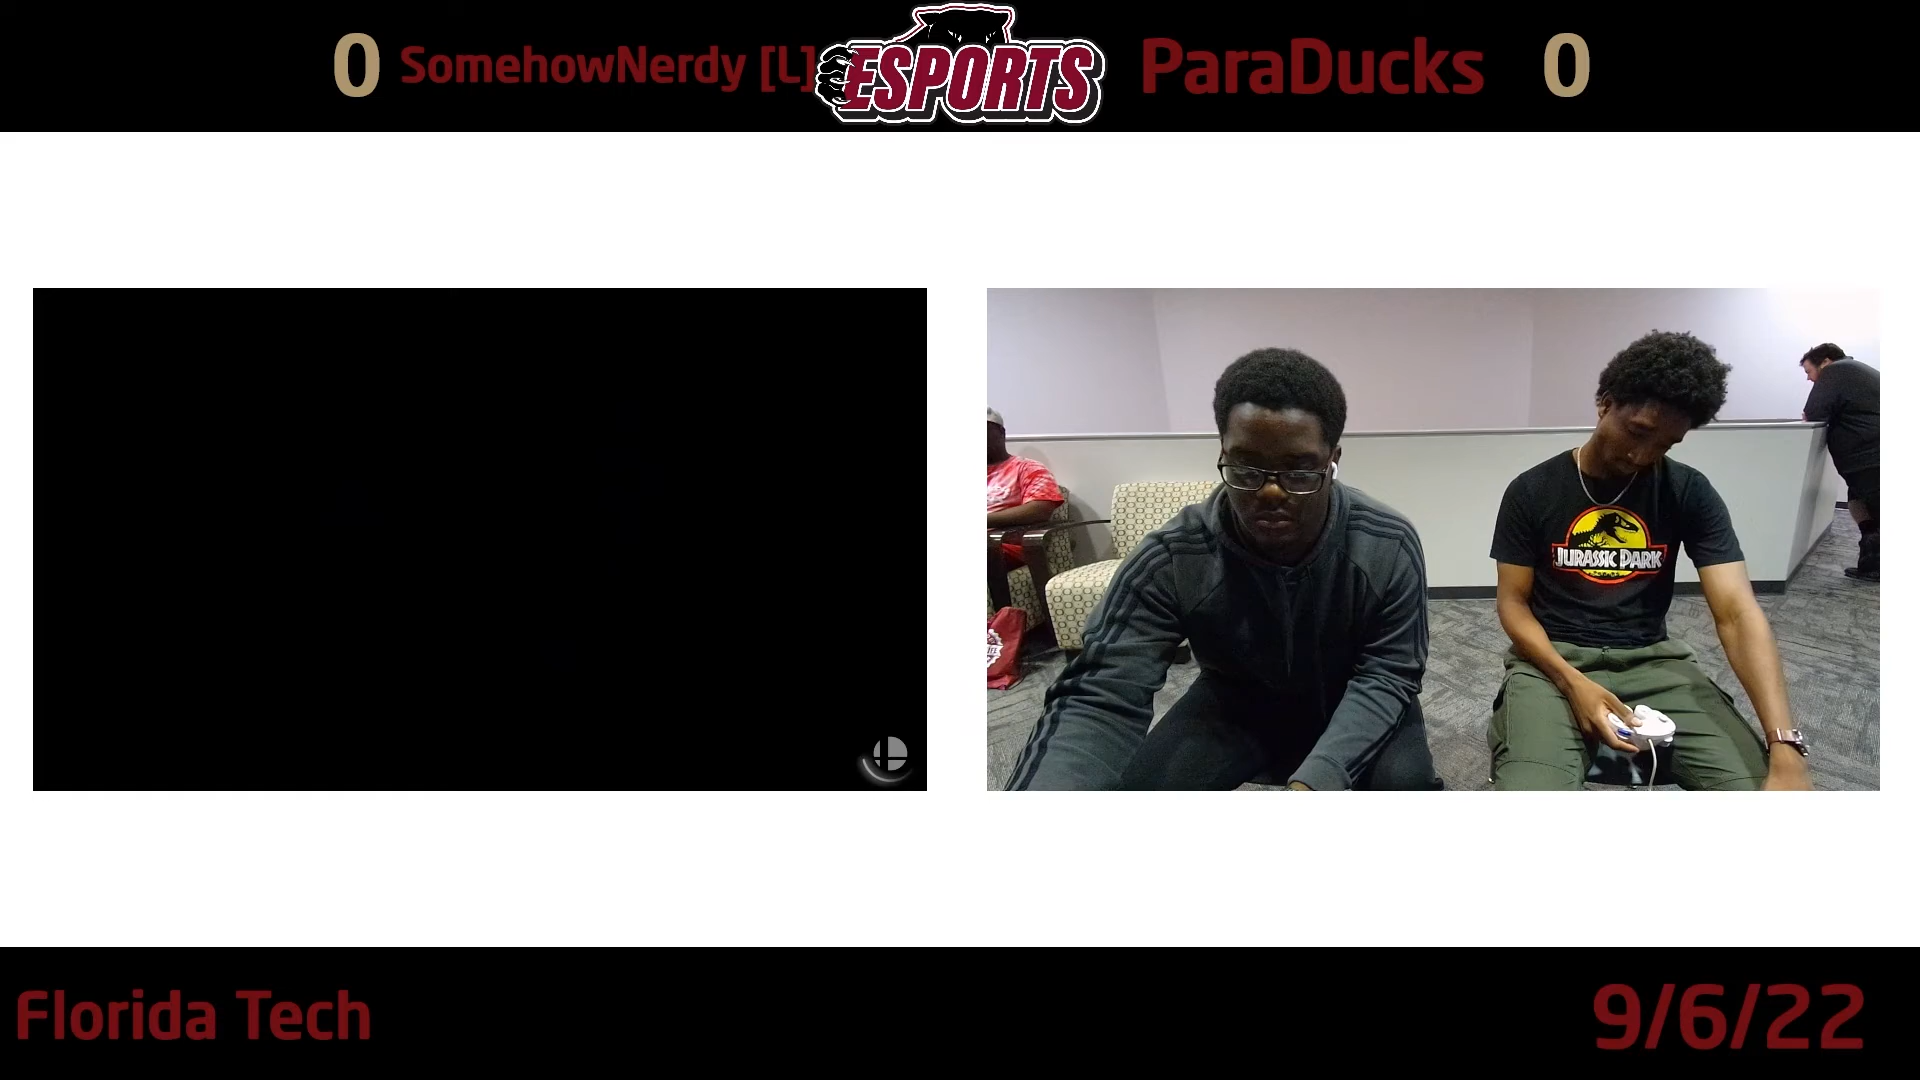 0 SomehowNerdy [L] ESPORTS ParaDucks 0
JURASSIC PARK
Florida Tech 9/6/22